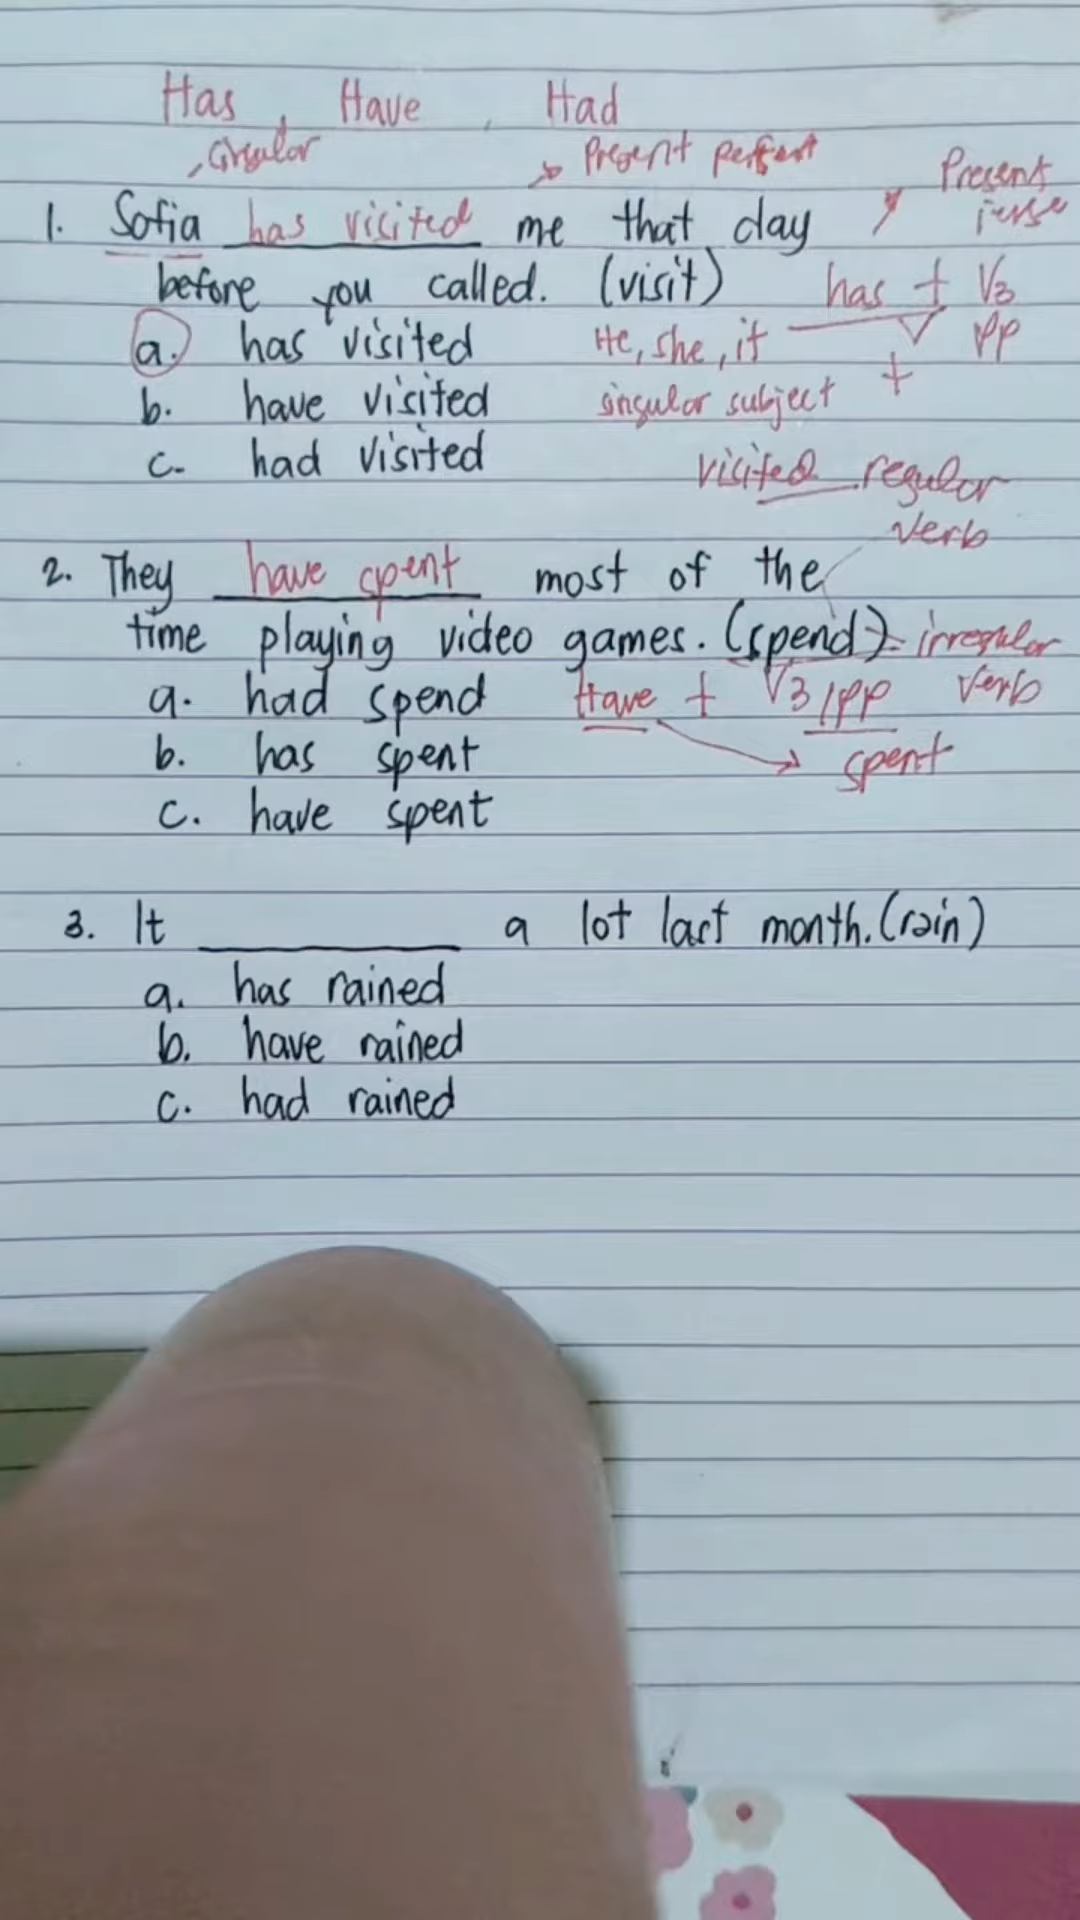 Has , Have , Had
Present perfect
Present
1. Sofia has visited me that day
before you called. (visit) has + V3
a. has visited He, she, it PP
b. have visited singular subject +
c. had visited
visited regular
verb
2. They have spent most of the
time playing video games. (spend) - irregular
a. had spend Have + V3/PP verb
b. has spent spent
c. have spent
3. It a lot last month. (rain)
a. has rained
b. have rained
c. had rained